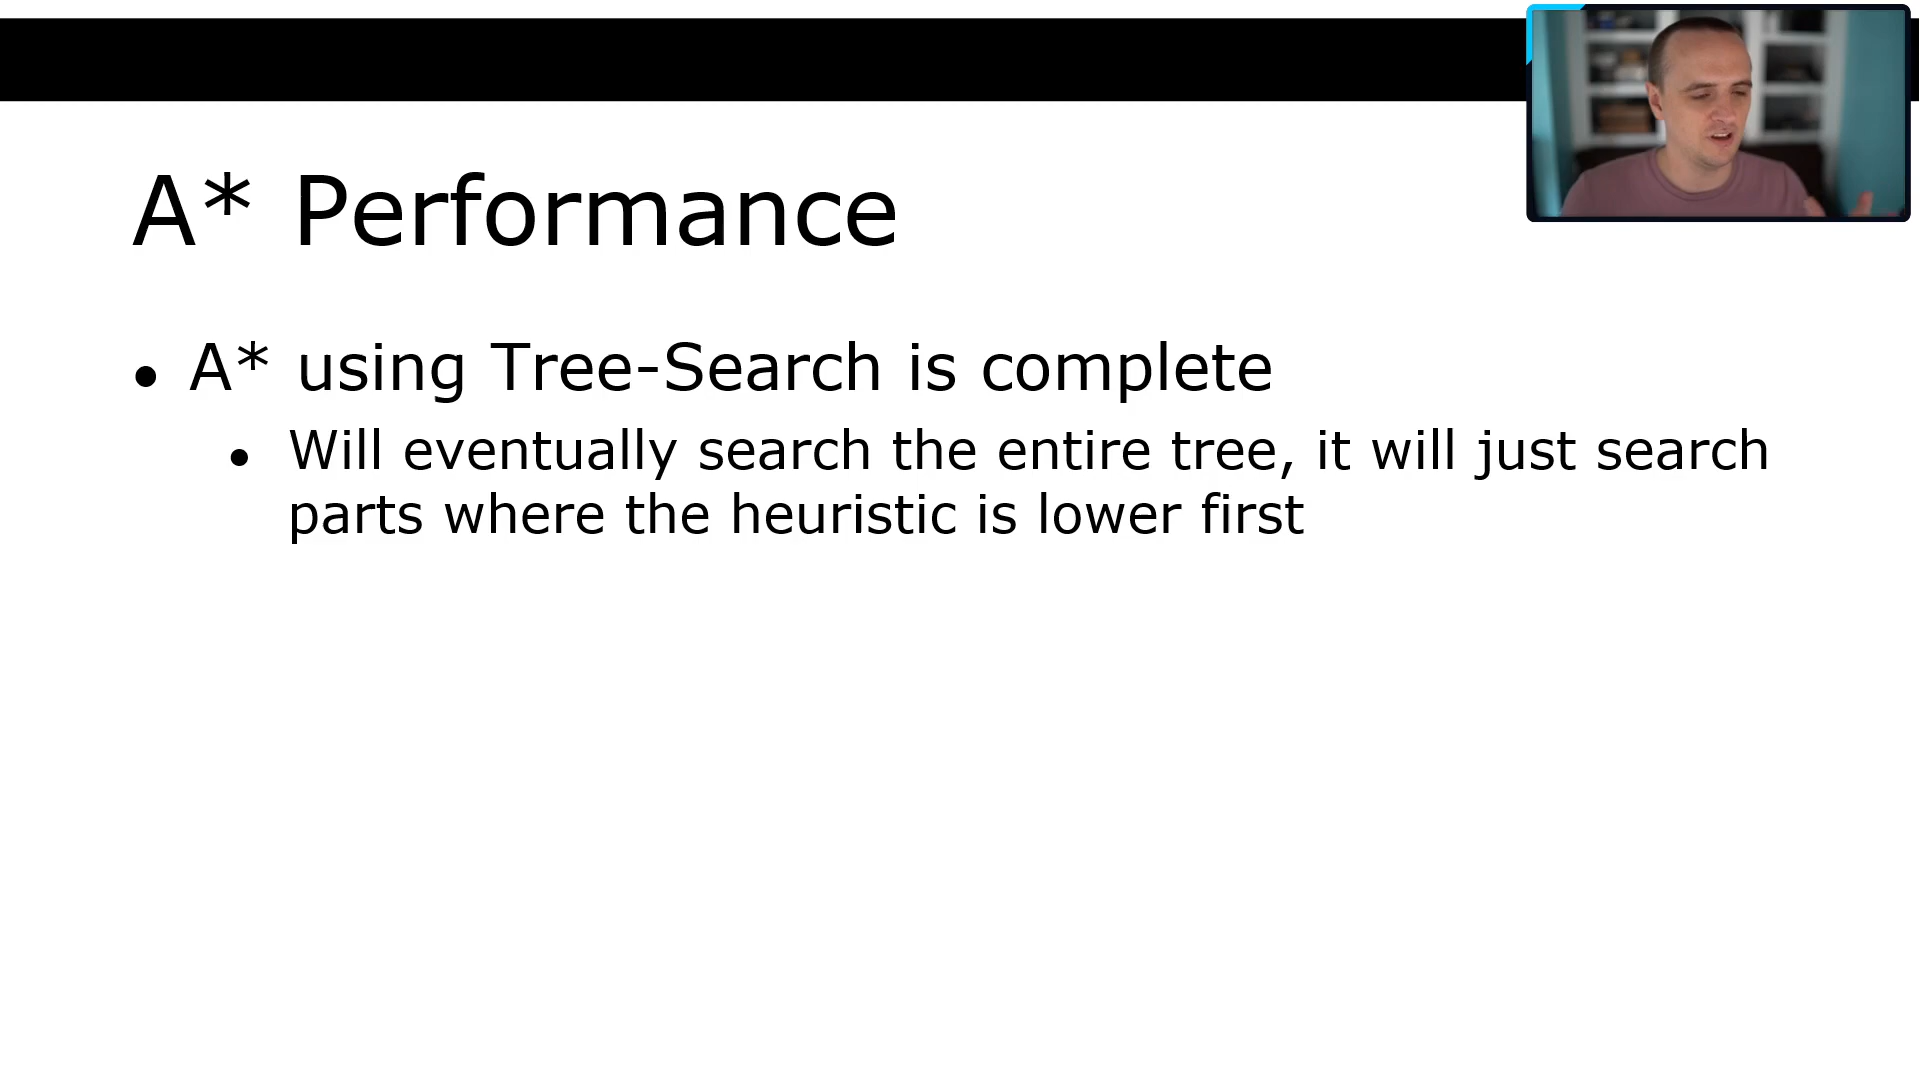 A* Performance
• A* using Tree-Search is complete
• Will eventually search the entire tree, it will just search
parts where the heuristic is lower first